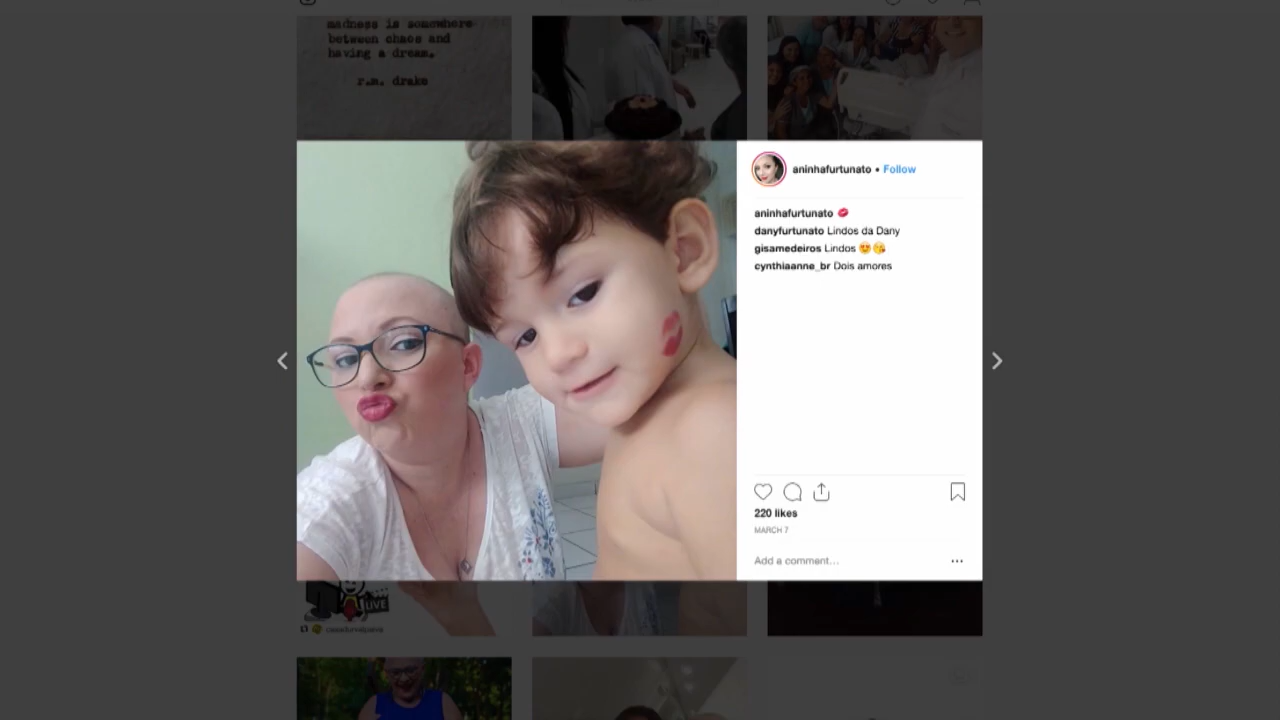 madness is somewhere
between chaos and
having a dream.
r.m. drake
aninhafurtunato • Follow
aninhafurtunato 💋
danyfurtunato Lindos da Dany
gisamedeiros Lindos 😍😘
cynthiaanne_br Dois amores
220 likes
MARCH 7
Add a comment...
LIVE